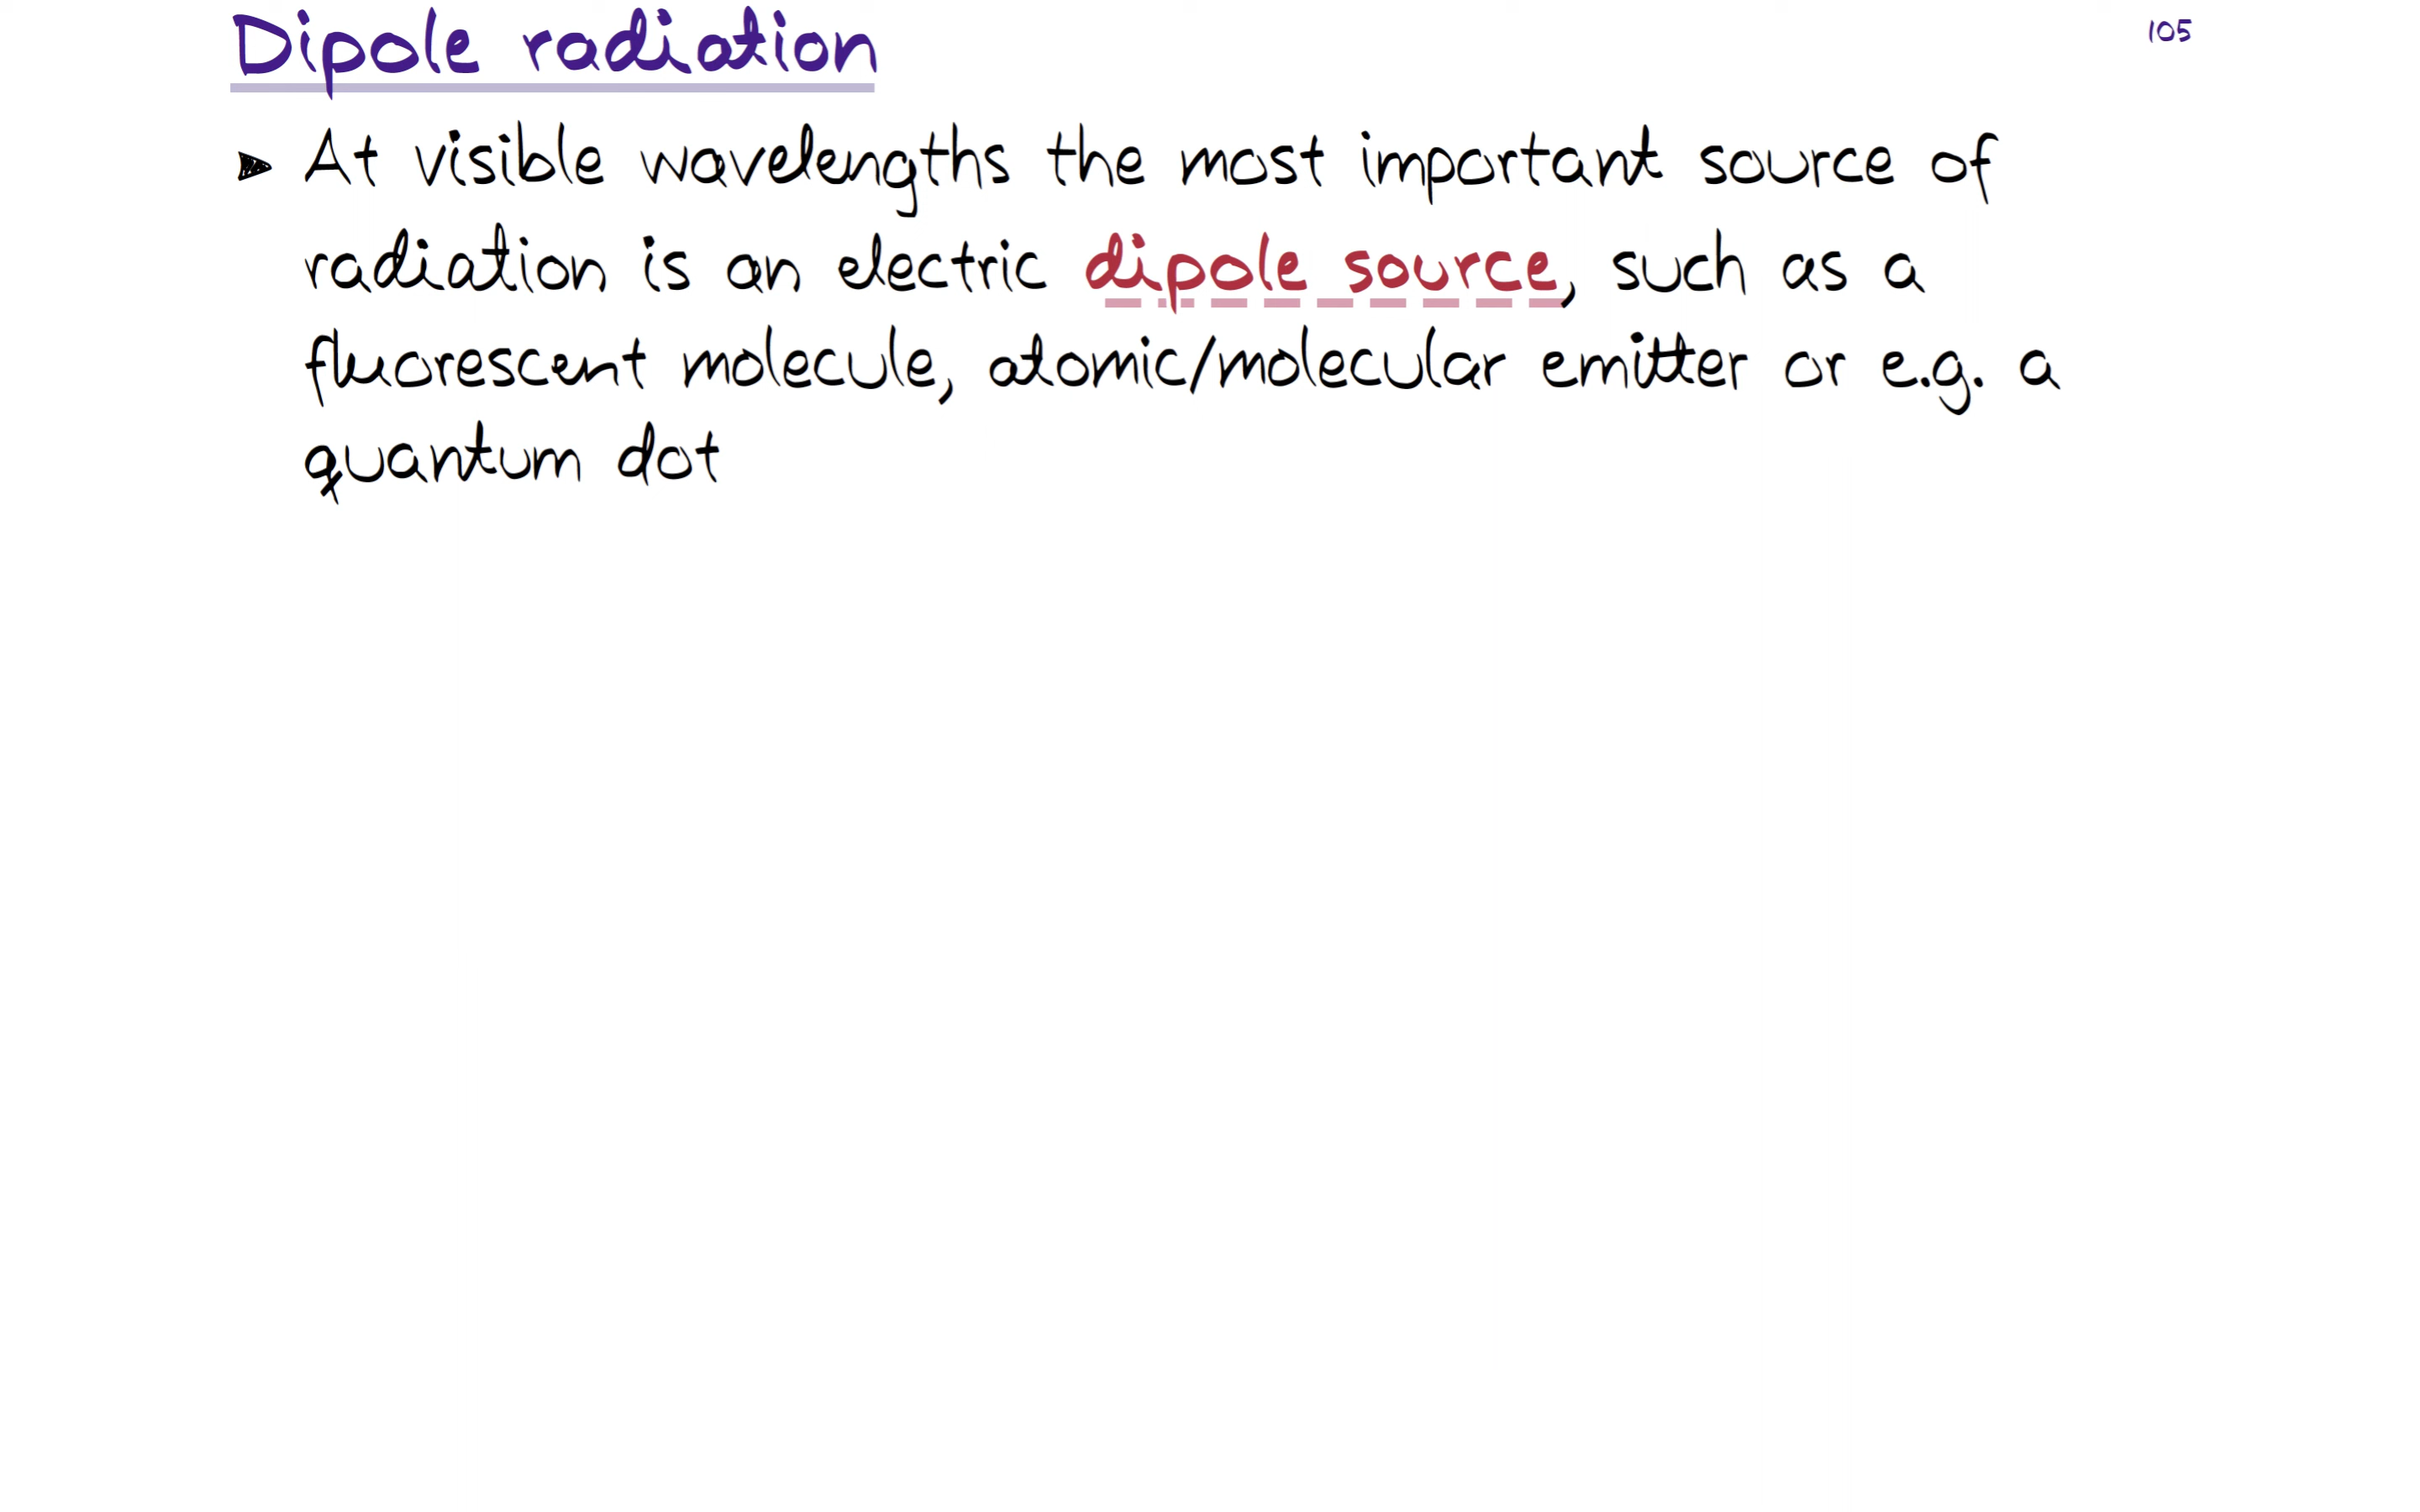 Dipole radiation
105
▶ At visible wavelengths the most important source of
radiation is an electric dipole source, such as a
fluorescent molecule, atomic/molecular emitter or e.g. a
quantum dot